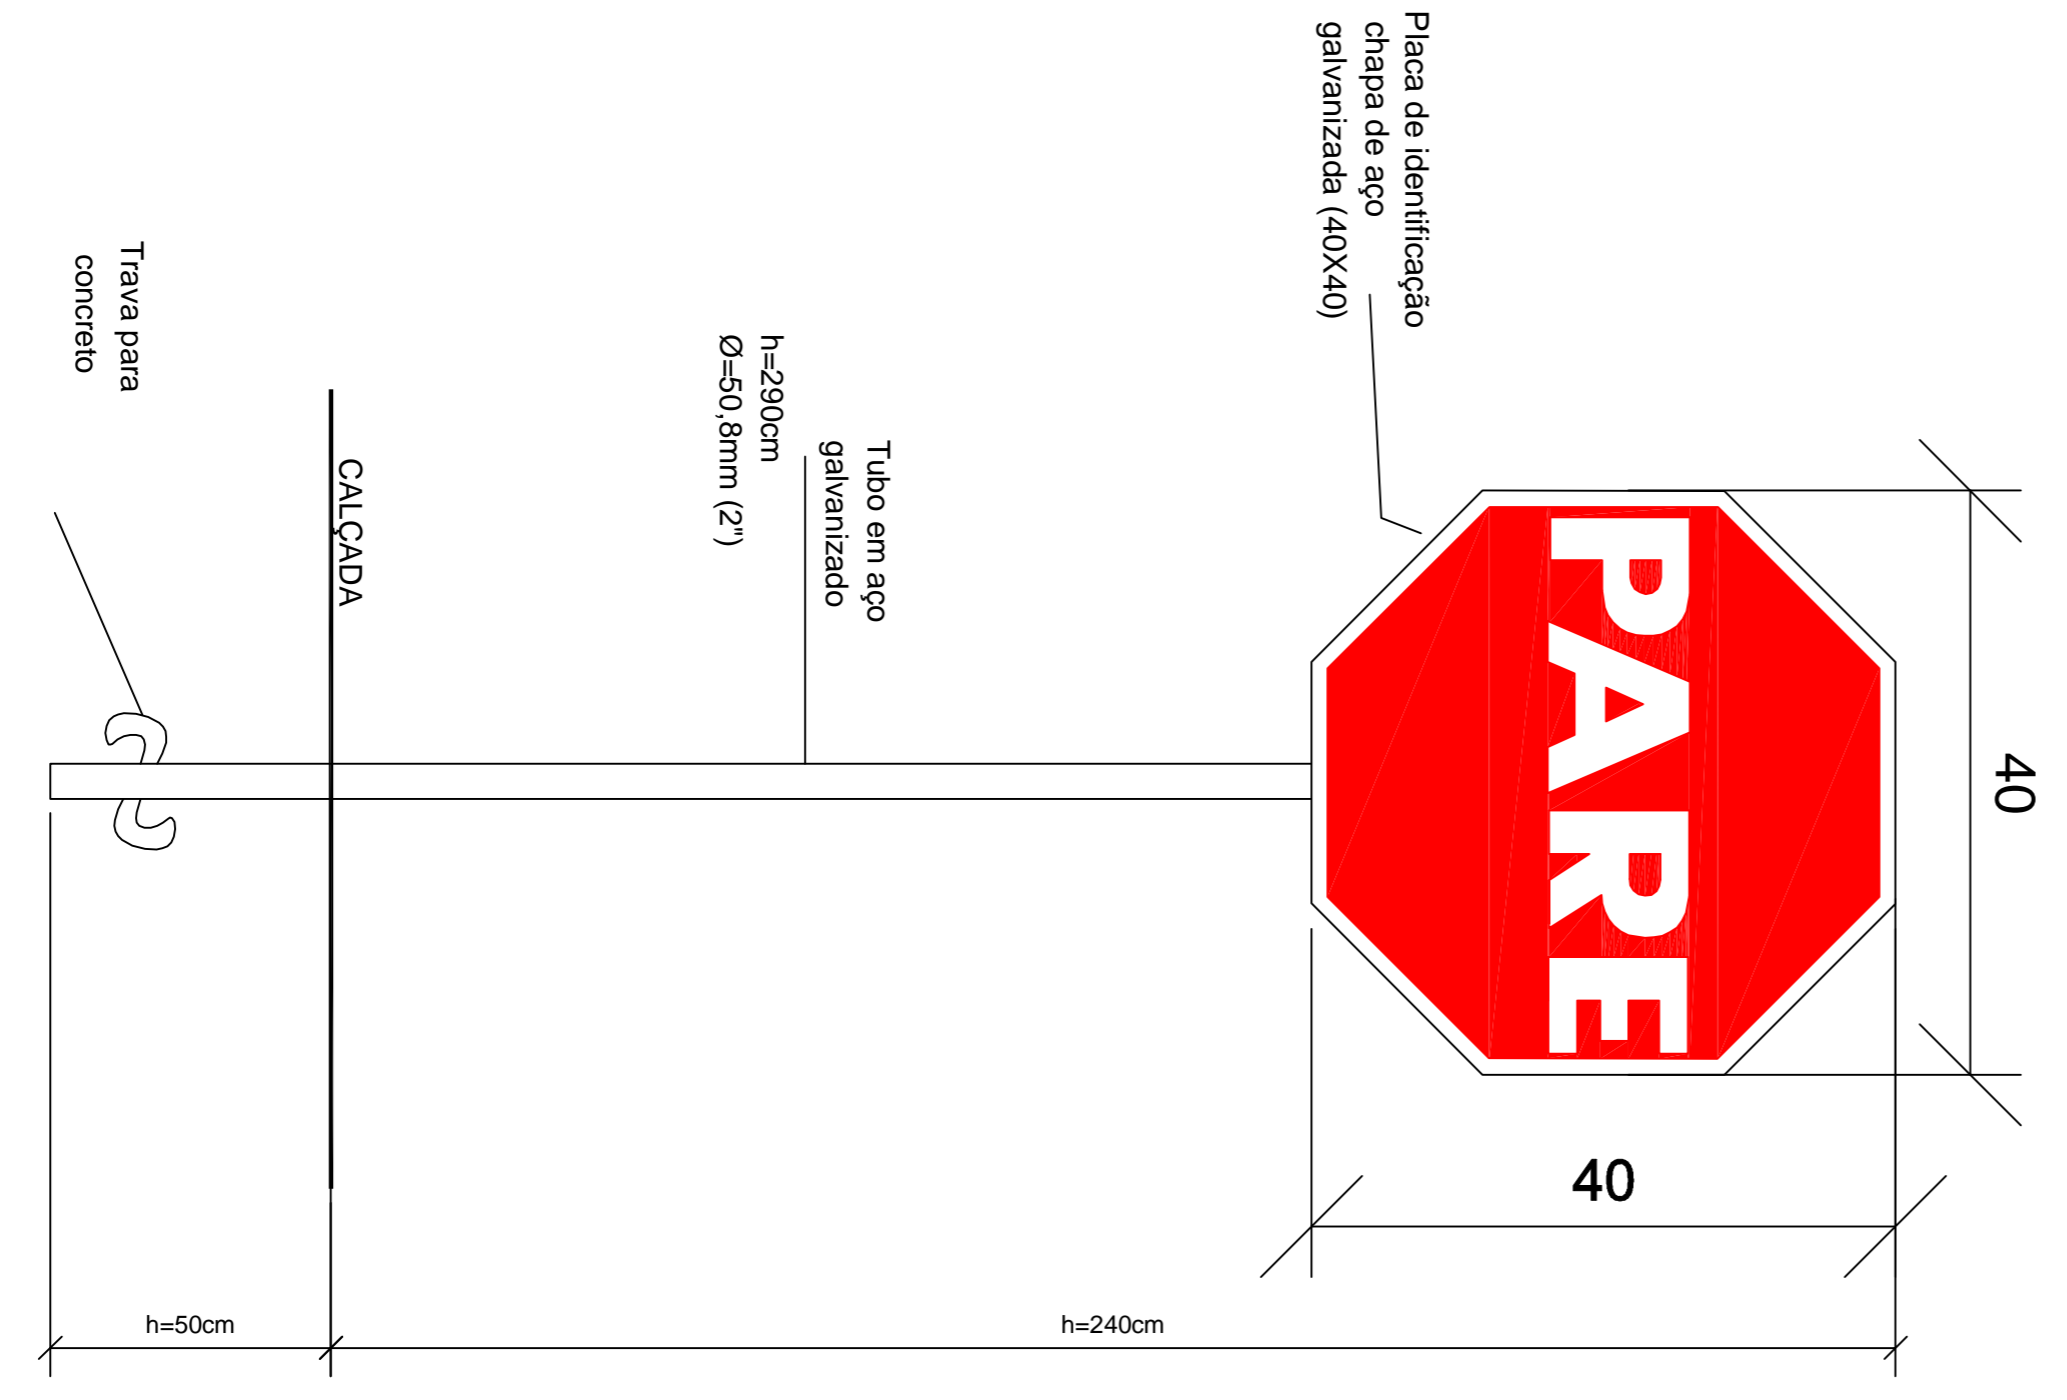 Placa de identificação
chapa de aço
galvanizada (40X40)
PARE
40
40
Tubo em aço
galvanizado
h=290cm
Ø=50,8mm (2")
CALÇADA
Trava para
concreto
h=50cm
h=240cm